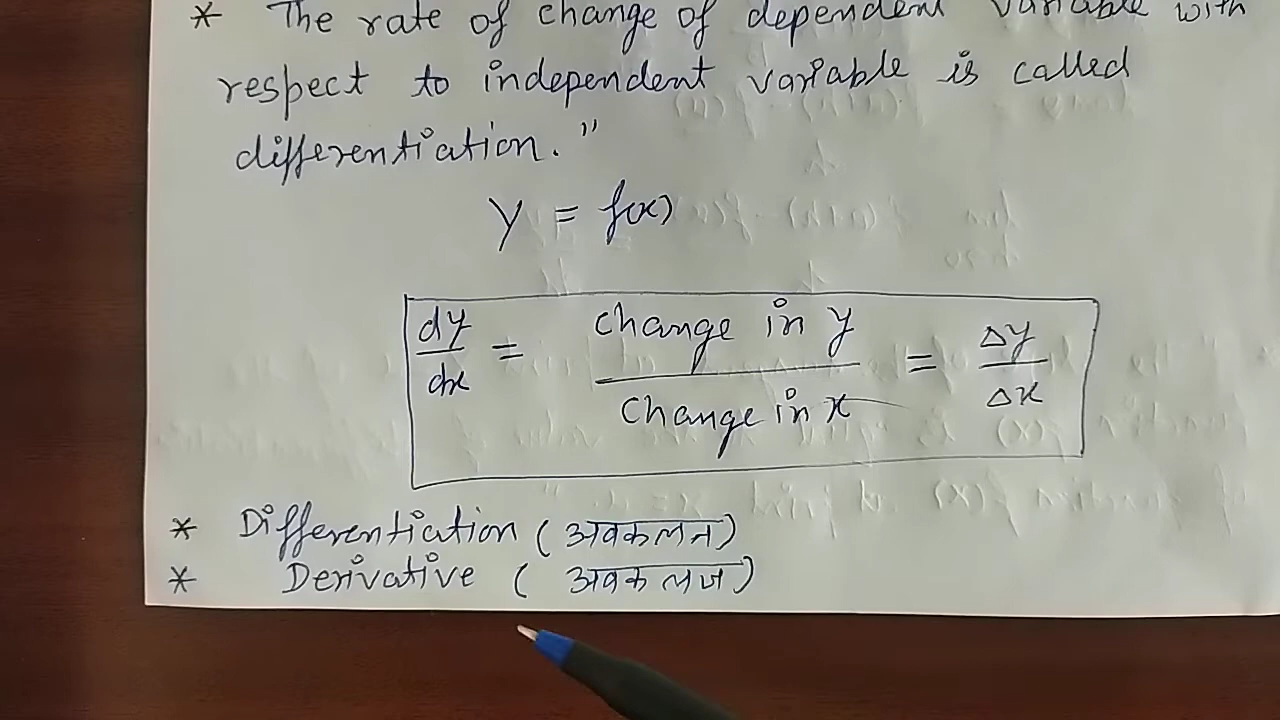 * The rate of change of dependent variable with
respect to independent variable is called
differentiation."
y = f(x)
dy/dx = change in y/change in x = Δy/Δx
* Differentiation (अवकलन)
* Derivative (अवकलज)